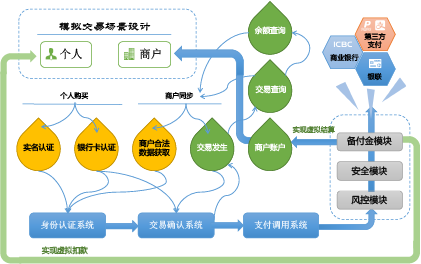 模拟交易场景设计
个人
商户
余额查询
ICBC
商业银行
P 支
第三方
支付
银联
交易查询
个人购买
商户同步
实名认证
银行卡认证
商户合法
数据获取
交易发生
商户账户
实现虚拟结算
备付金模块
安全模块
风控模块
身份认证系统
交易确认系统
支付调用系统
实现虚拟扣款